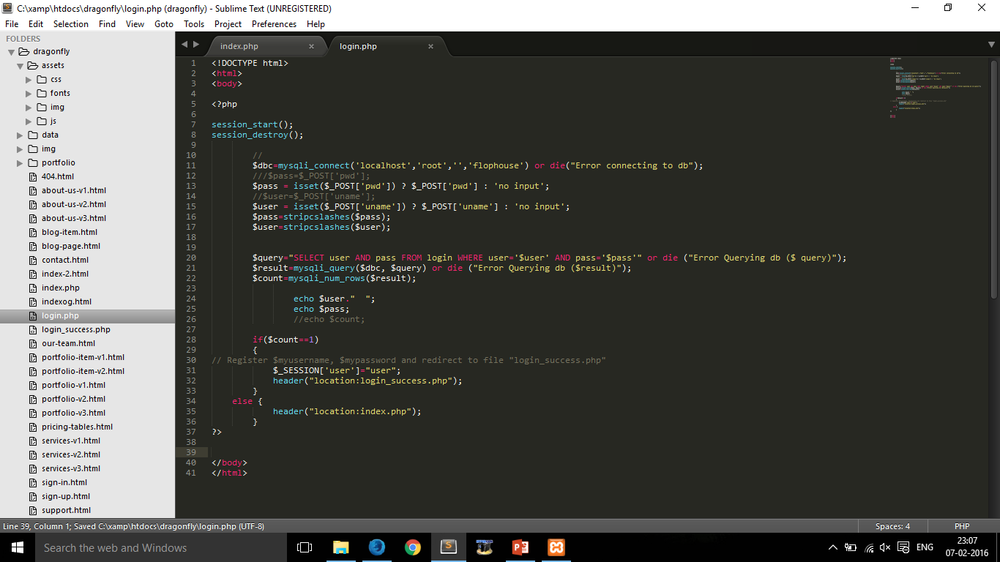 C:\xamp\htdocs\dragonfly\login.php (dragonfly) - Sublime Text (UNREGISTERED)
File Edit Selection Find View Goto Tools Project Preferences Help
FOLDERS
dragonfly
assets
css
fonts
img
js
data
img
portfolio
404.html
about-us-v1.html
about-us-v2.html
about-us-v3.html
blog-item.html
blog-page.html
contact.html
index-2.html
index.php
indexog.html
login.php
login_success.php
our-team.html
portfolio-item-v1.html
portfolio-item-v2.html
portfolio-v1.html
portfolio-v2.html
portfolio-v3.html
pricing-tables.html
services-v1.html
services-v2.html
services-v3.html
sign-in.html
sign-up.html
support.html
index.php × login.php ×
1 <!DOCTYPE html>
2 <html>
3 <body>
4
5 <?php
6
7 session_start();
8 session_destroy();
9
10 //
11 $dbc=mysqli_connect('localhost','root','','flophouse') or die("Error connecting to db");
12 ///$pass=$_POST['pwd'];
13 $pass = isset($_POST['pwd']) ? $_POST['pwd'] : 'no input';
14 //$user=$_POST['uname'];
15 $user = isset($_POST['uname']) ? $_POST['uname'] : 'no input';
16 $pass=stripcslashes($pass);
17 $user=stripcslashes($user);
18
19
20 $query="SELECT user AND pass FROM login WHERE user='$user' AND pass='$pass'" or die ("Error Querying db ($ query)");
21 $result=mysqli_query($dbc, $query) or die ("Error Querying db ($result)");
22 $count=mysqli_num_rows($result);
23
24 echo $user."  ";
25 echo $pass;
26 //echo $count;
27
28 if($count==1)
29 {
30 // Register $myusername, $mypassword and redirect to file "login_success.php"
31 $_SESSION['user']="user";
32 header("location:login_success.php");
33 }
34 else {
35 header("location:index.php");
36 }
37 ?>
38
39
40 </body>
41 </html>
Line 39, Column 1; Saved C:\xamp\htdocs\dragonfly\login.php (UTF-8) Spaces: 4 PHP
Search the web and Windows
ENG
23:07
07-02-2016